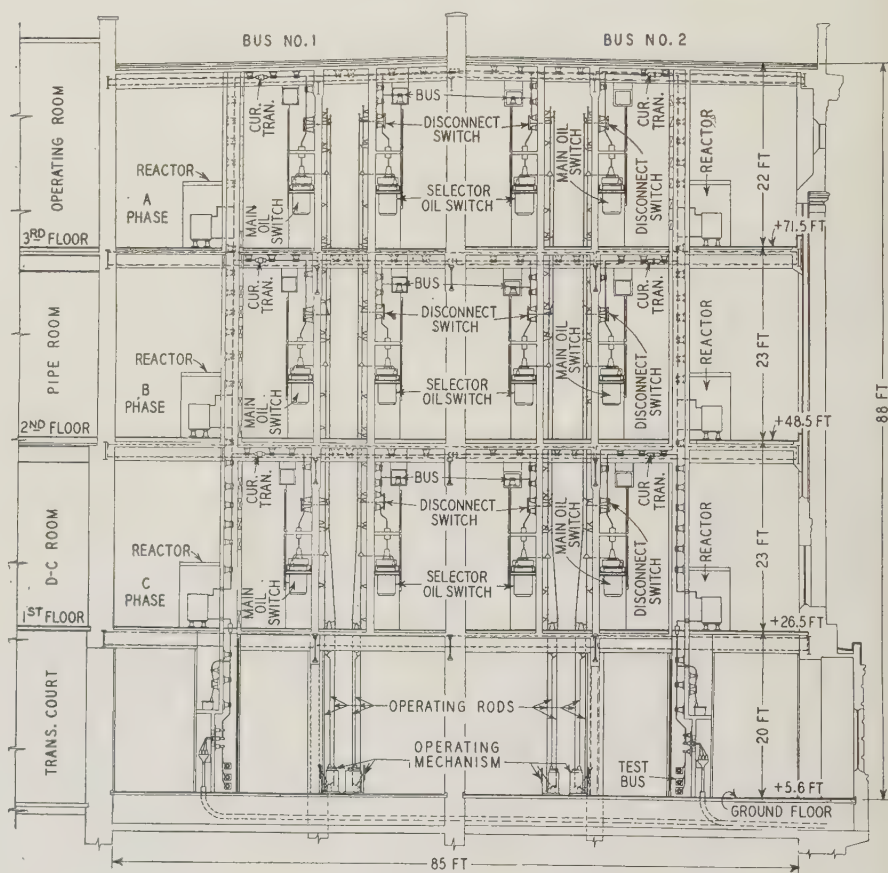 BUS NO. 1
BUS NO. 2
OPERATING ROOM
3RD FLOOR
REACTOR
A
PHASE
MAIN
OIL
SWITCH
CUR.
TRAN.
BUS
DISCONNECT
SWITCH
SELECTOR
OIL SWITCH
MAIN OIL
SWITCH
DISCONNECT
SWITCH
CUR.
TRAN.
REACTOR
22 FT
+71.5 FT
PIPE ROOM
2ND FLOOR
REACTOR
B
PHASE
MAIN
OIL
SWITCH
CUR.
TRAN.
BUS
DISCONNECT
SWITCH
SELECTOR
OIL SWITCH
MAIN OIL
SWITCH
DISCONNECT
SWITCH
CUR.
TRAN.
REACTOR
23 FT
+48.5 FT
88 FT
D-C ROOM
1ST FLOOR
REACTOR
C
PHASE
MAIN
OIL
SWITCH
CUR.
TRAN.
BUS
DISCONNECT
SWITCH
SELECTOR
OIL SWITCH
MAIN OIL
SWITCH
DISCONNECT
SWITCH
CUR.
TRAN.
REACTOR
23 FT
+26.5 FT
TRANS. COURT
OPERATING RODS
OPERATING
MECHANISM
TEST
BUS
20 FT
+5.6 FT
GROUND FLOOR
85 FT